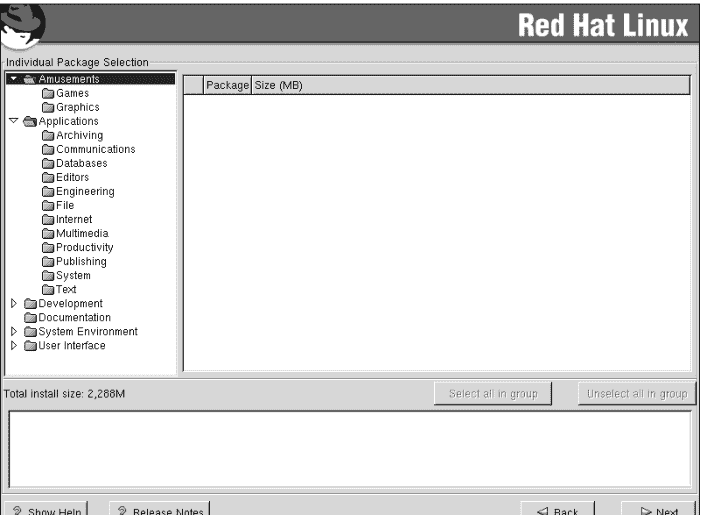 Red Hat Linux
Individual Package Selection
Amusements
Games
Graphics
Applications
Archiving
Communications
Databases
Editors
Engineering
File
Internet
Multimedia
Productivity
Publishing
System
Text
Development
Documentation
System Environment
User Interface
Package Size (MB)
Total install size: 2,288M
Select all in group
Unselect all in group
Show Help
Release Notes
Back
Next